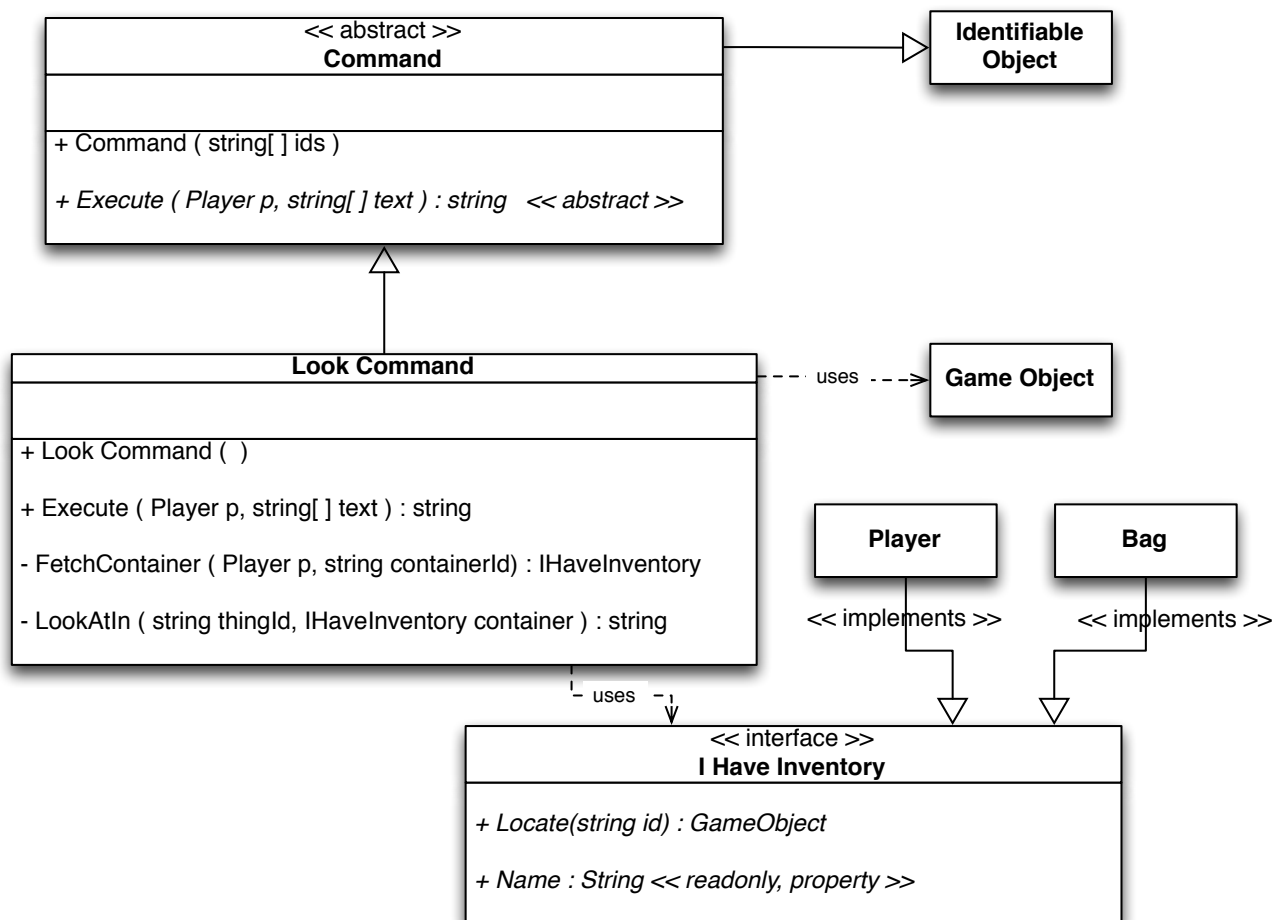 << abstract >>
Command
+ Command ( string[ ] ids )
+ Execute ( Player p, string[ ] text ) : string   << abstract >>
Identifiable
Object
Look Command
+ Look Command (  )
+ Execute ( Player p, string[ ] text ) : string
- FetchContainer ( Player p, string containerId) : IHaveInventory
- LookAtIn ( string thingId, IHaveInventory container ) : string
uses
Game Object
Player
Bag
<< implements >>
<< implements >>
uses
<< interface >>
I Have Inventory
+ Locate(string id) : GameObject
+ Name : String << readonly, property >>